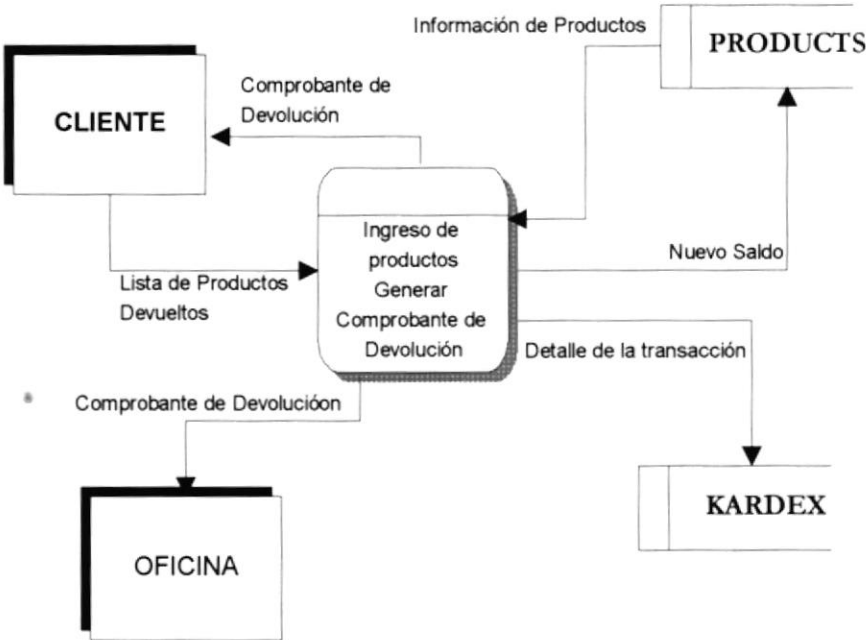 Información de Productos
PRODUCTS
CLIENTE
Comprobante de
Devolución
Ingreso de
productos
Generar
Comprobante de
Devolución
Nuevo Saldo
Lista de Productos
Devueltos
Detalle de la transacción
Comprobante de Devolucióon
KARDEX
OFICINA